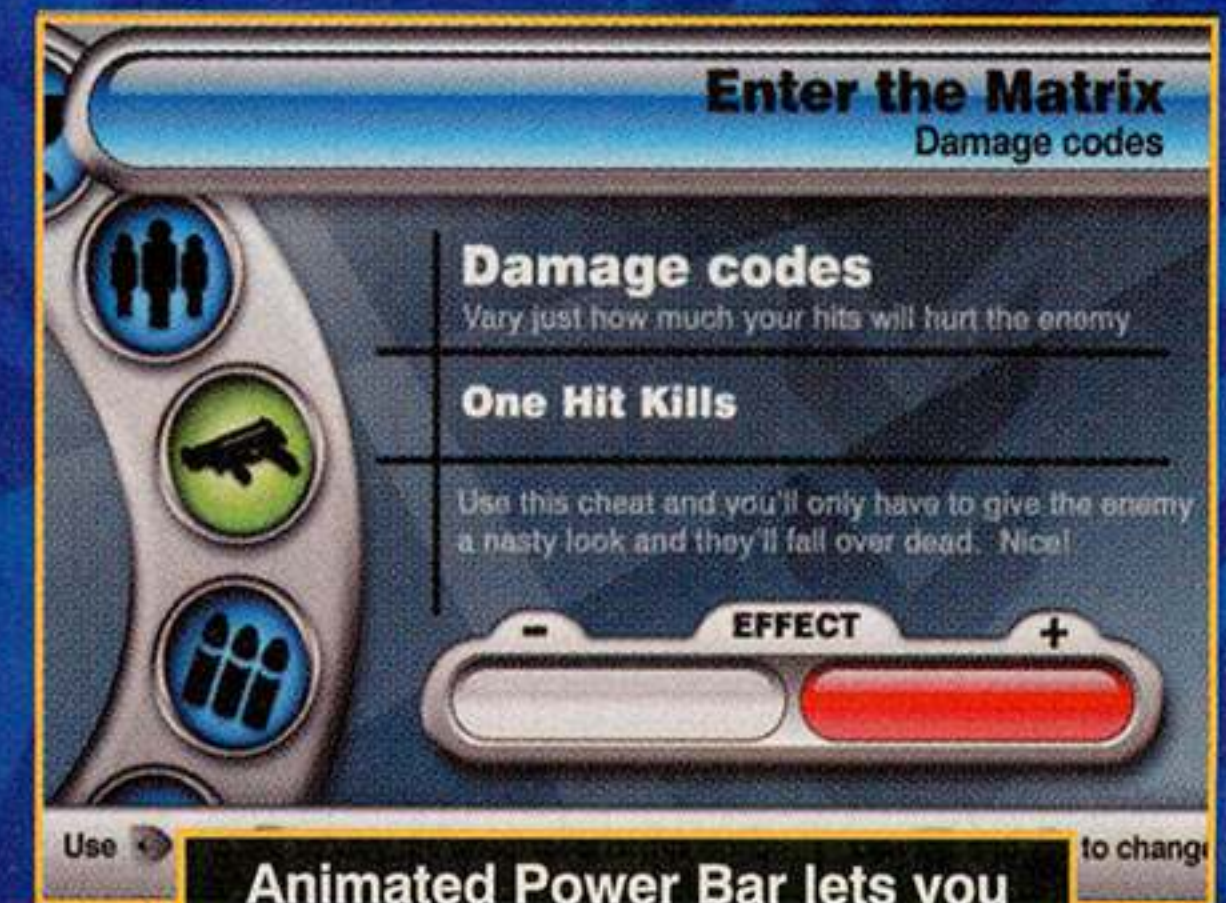 Enter the Matrix
Damage codes
Damage codes
Vary just how much your hits will hurt the enemy
One Hit Kills
Use this cheat and you'll only have to give the enemy
a nasty look and they'll fall over dead. Nice!
- EFFECT +
Use to change
Animated Power Bar lets you